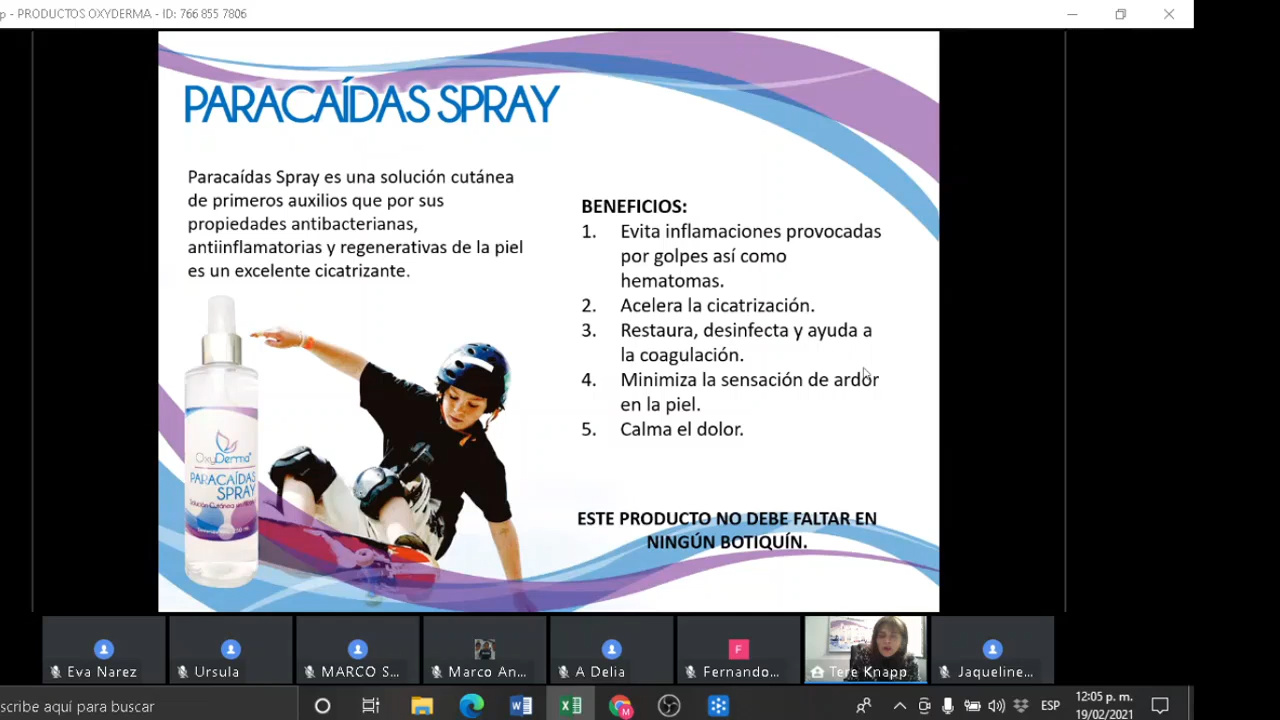 p - PRODUCTOS OXYDERMA - ID: 766 855 7806
PARACAÍDAS SPRAY
Paracaídas Spray es una solución cutánea
de primeros auxilios que por sus
propiedades antibacterianas,
antiinflamatorias y regenerativas de la piel
es un excelente cicatrizante.
BENEFICIOS:
1. Evita inflamaciones provocadas
por golpes así como
hematomas.
2. Acelera la cicatrización.
3. Restaura, desinfecta y ayuda a
la coagulación.
4. Minimiza la sensación de ardor
en la piel.
5. Calma el dolor.
ESTE PRODUCTO NO DEBE FALTAR EN
NINGÚN BOTIQUÍN.
OxyDerma
PARACAÍDAS
SPRAY
Solución Cutánea
Eva Narez
Ursula
MARCO S...
Marco An...
A Delia
F
Fernando...
Tere Knapp
Jaqueline...
scribe aquí para buscar
ESP
12:05 p. m.
19/02/2021